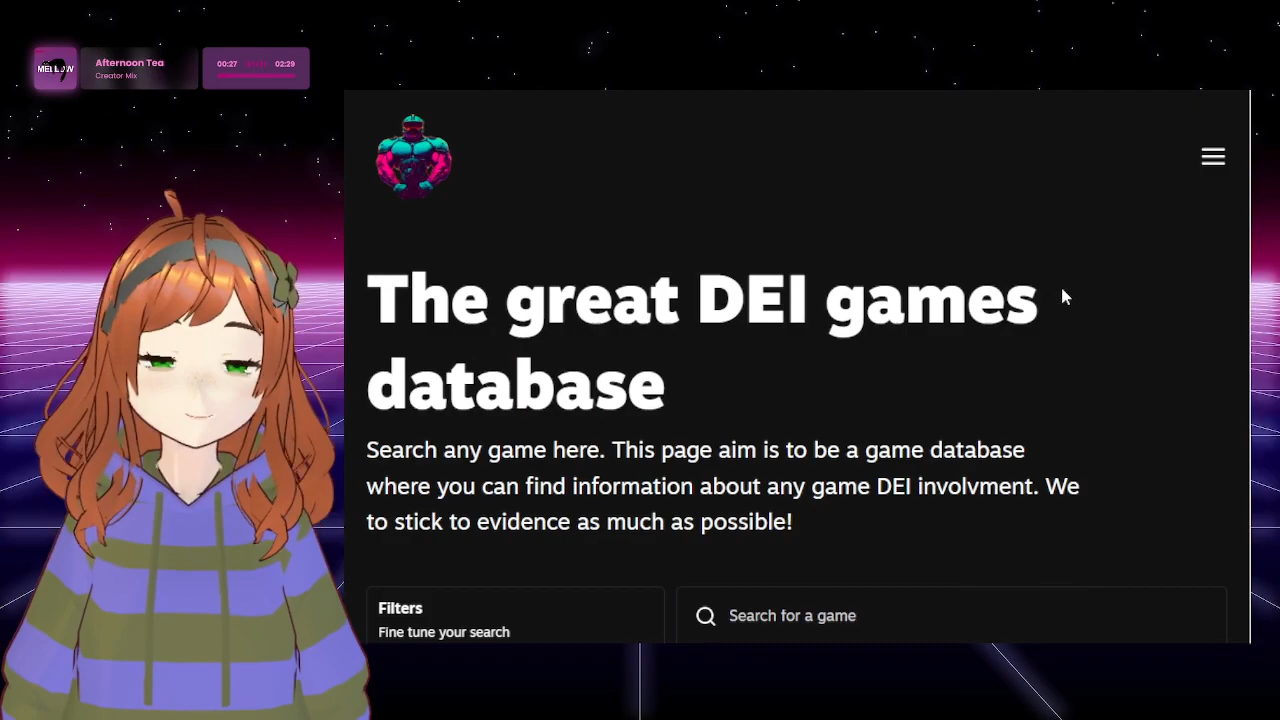 MELLOW
Afternoon Tea
Creator Mix
00:27
02:29
The great DEI games
database
Search any game here. This page aim is to be a game database
where you can find information about any game DEI involvment. We
to stick to evidence as much as possible!
Filters
Fine tune your search
Search for a game